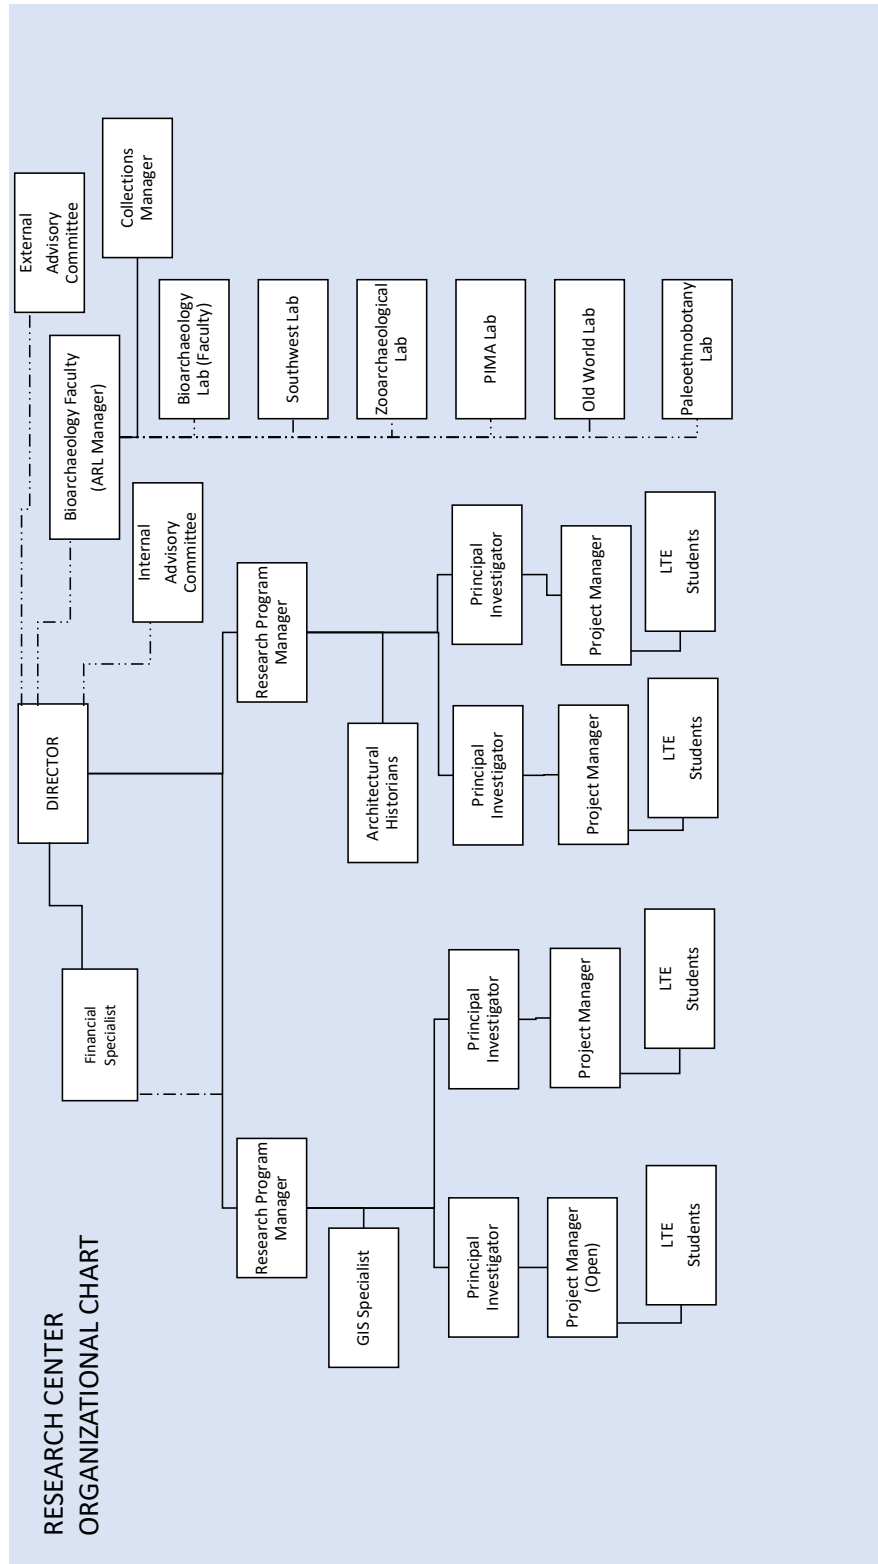 RESEARCH CENTER
ORGANIZATIONAL CHART
DIRECTOR
Financial
Specialist
External
Advisory
Committee
Bioarchaeology Faculty
(ARL Manager)
Internal
Advisory
Committee
Collections
Manager
Bioarchaeology
Lab (Faculty)
Southwest Lab
Zooarchaeological
Lab
PIMA Lab
Old World Lab
Paleoethnobotany
Lab
Research Program
Manager
GIS Specialist
Principal
Investigator
Project Manager
(Open)
LTE
Students
Principal
Investigator
Project Manager
LTE
Students
Research Program
Manager
Architectural
Historians
Principal
Investigator
Project Manager
LTE
Students
Principal
Investigator
Project Manager
LTE
Students